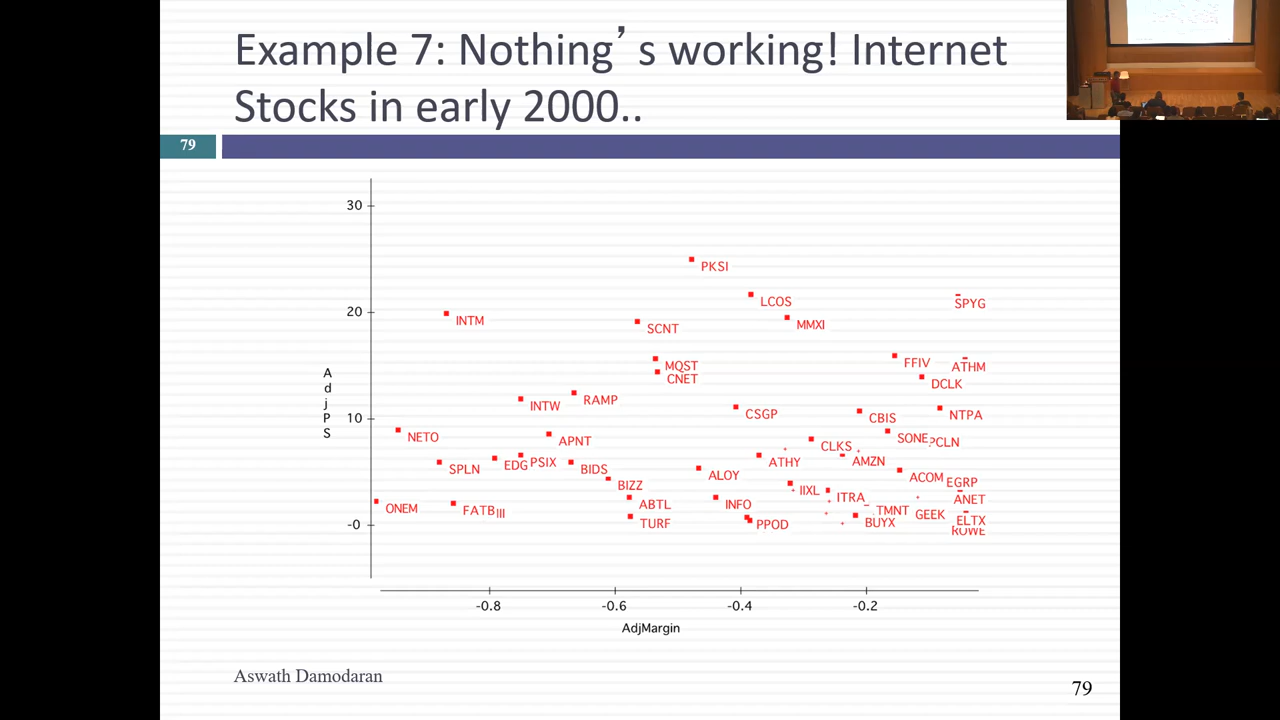 Example 7: Nothing’s working! Internet
Stocks in early 2000..
79
30
PKSI
LCOS
SPYG
20
INTM
MMXI
SCNT
FFIV
MQST
ATHM
CNET
DCLK
AdjPS
RAMP
INTW
CSGP
NTPA
10
CBIS
NETO
SONE
PCLN
APNT
CLKS
AMZN
ATHY
EDG
PSIX
SPLN
BIDS
ALOY
ACOM
EGRP
BIZZ
IIXL
ITRA
ANET
ABTL
INFO
ONEM
FATB
III
TMNT
GEEK
-0
TURF
PPOD
BUYX
ELTX
ROWE
-0.8
-0.6
-0.4
-0.2
AdjMargin
Aswath Damodaran
79